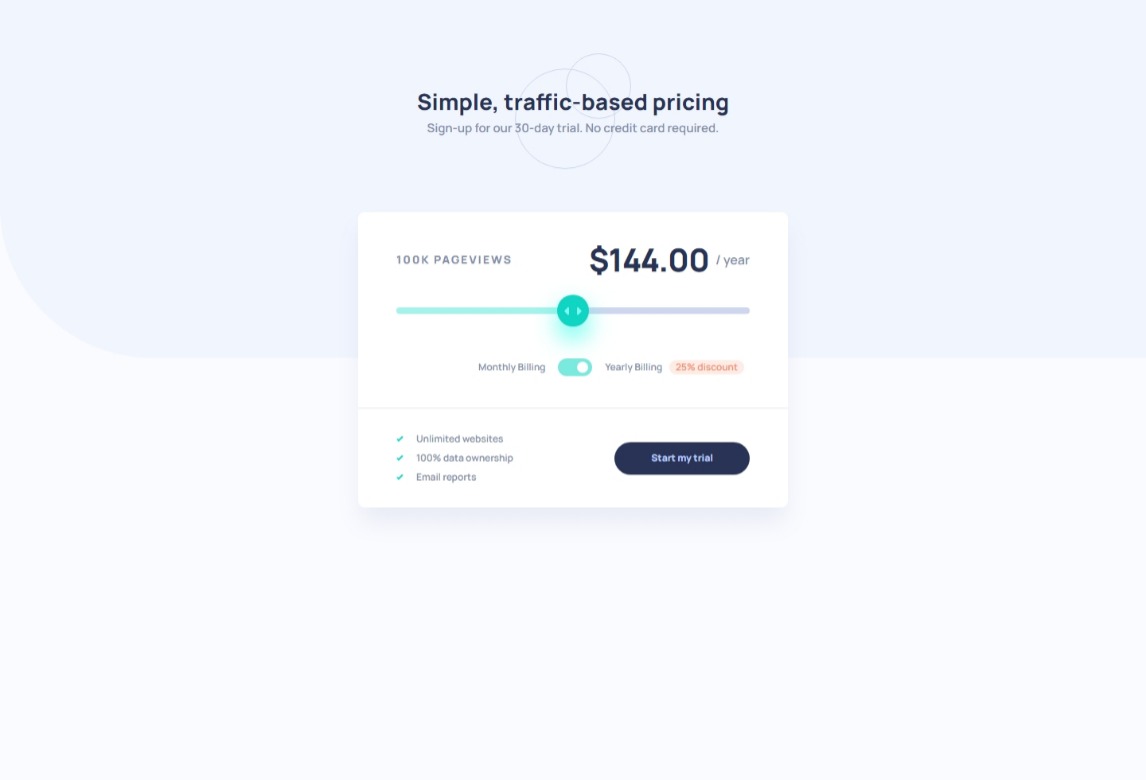 Simple, traffic-based pricing
Sign-up for our 30-day trial. No credit card required.
100K PAGEVIEWS
$144.00 / year
Monthly Billing
Yearly Billing
25% discount
Unlimited websites
100% data ownership
Email reports
Start my trial